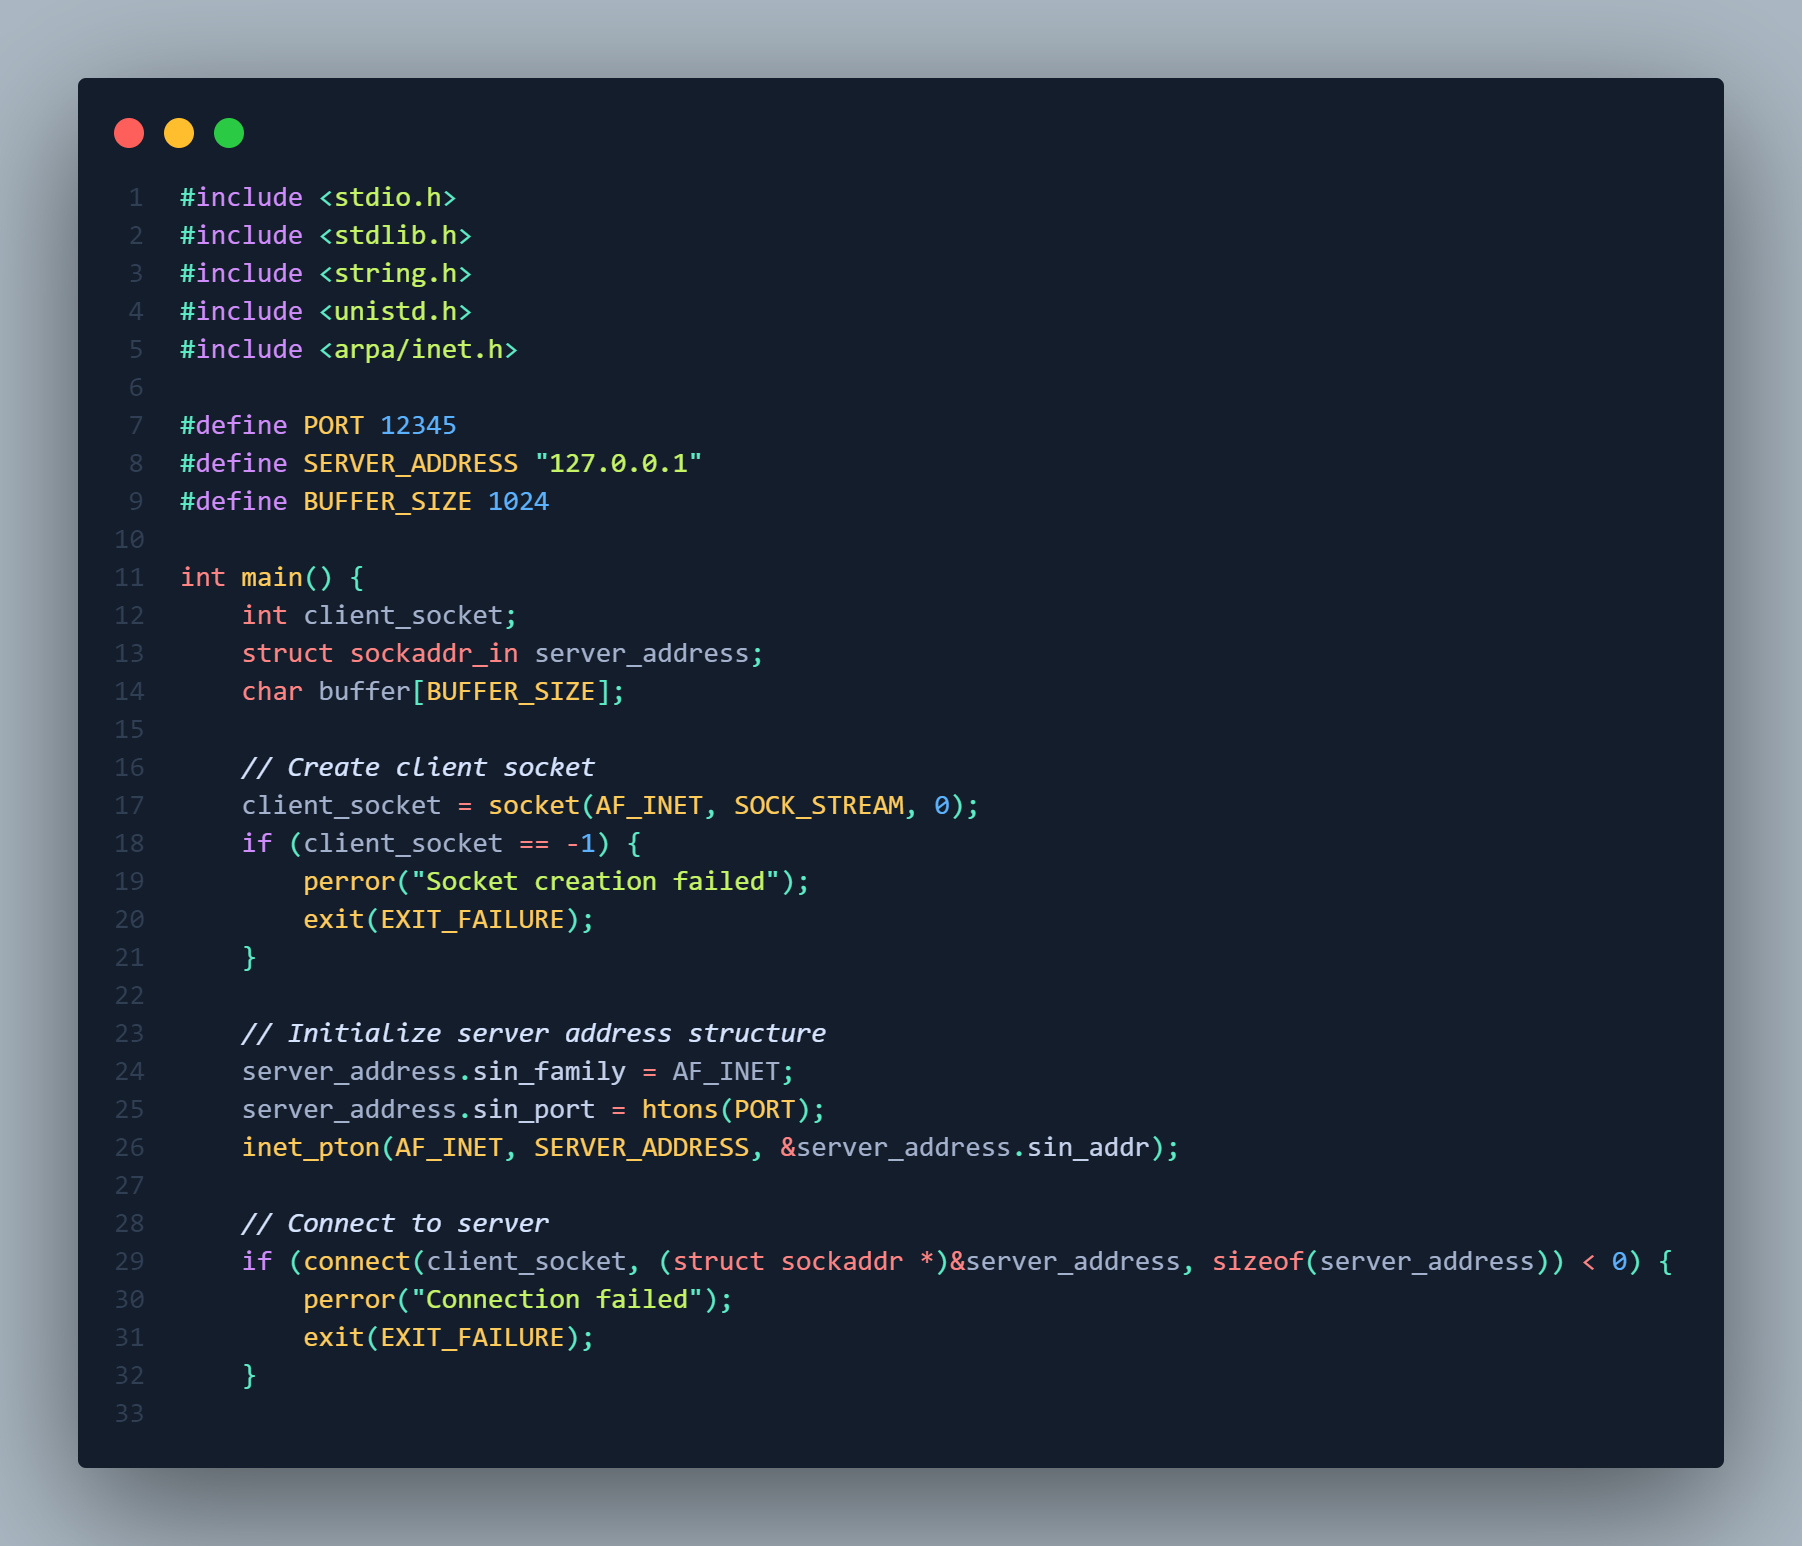 1 #include <stdio.h>
2 #include <stdlib.h>
3 #include <string.h>
4 #include <unistd.h>
5 #include <arpa/inet.h>
6
7 #define PORT 12345
8 #define SERVER_ADDRESS "127.0.0.1"
9 #define BUFFER_SIZE 1024
10
11 int main() {
12     int client_socket;
13     struct sockaddr_in server_address;
14     char buffer[BUFFER_SIZE];
15
16     // Create client socket
17     client_socket = socket(AF_INET, SOCK_STREAM, 0);
18     if (client_socket == -1) {
19         perror("Socket creation failed");
20         exit(EXIT_FAILURE);
21     }
22
23     // Initialize server address structure
24     server_address.sin_family = AF_INET;
25     server_address.sin_port = htons(PORT);
26     inet_pton(AF_INET, SERVER_ADDRESS, &server_address.sin_addr);
27
28     // Connect to server
29     if (connect(client_socket, (struct sockaddr *)&server_address, sizeof(server_address)) < 0) {
30         perror("Connection failed");
31         exit(EXIT_FAILURE);
32     }
33